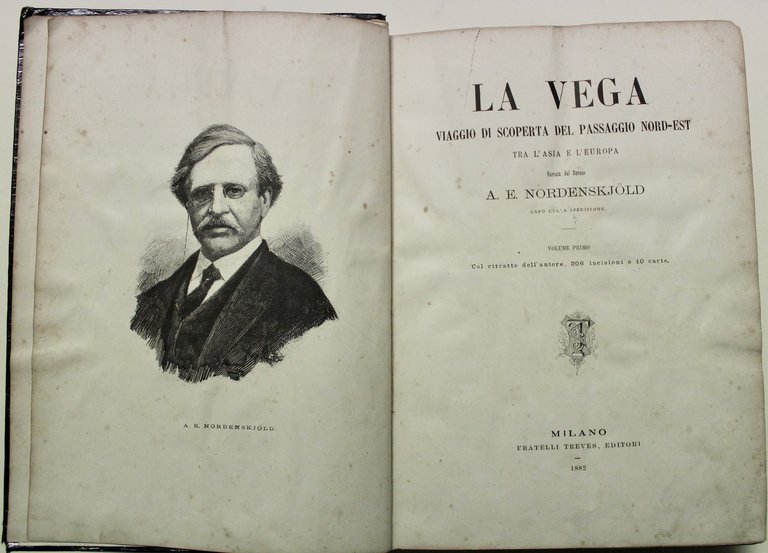 A. E. NORDENSKJÖLD.
LA VEGA
VIAGGIO DI SCOPERTA DEL PASSAGGIO NORD-EST
TRA L'ASIA E L'EUROPA
Narrata dal Barone
A. E. NORDENSKJÖLD
CAPO DELLA SPEDIZIONE.
VOLUME PRIMO
Col ritratto dell'autore, 206 incisioni e 10 carte.
MILANO
FRATELLI TREVES, EDITORI
1882